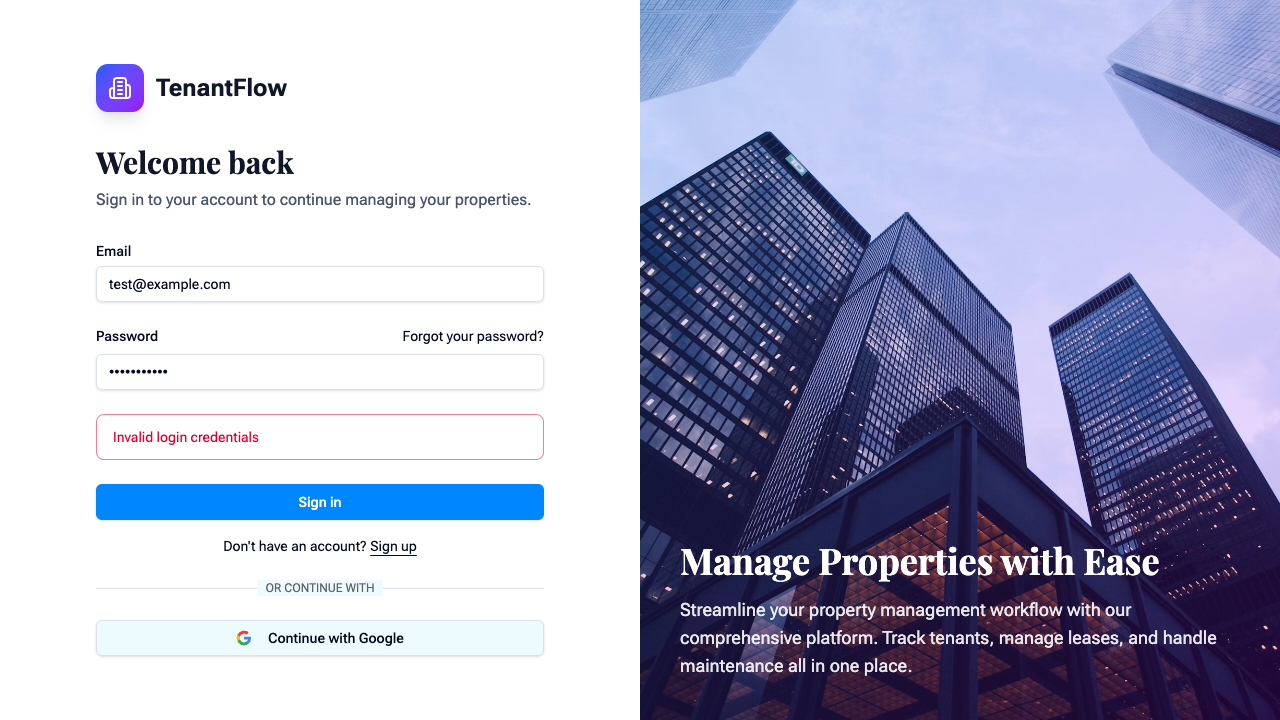 TenantFlow
Welcome back
Sign in to your account to continue managing your properties.
Email
test@example.com
Password
Forgot your password?
•••••••••••
Invalid login credentials
Sign in
Don't have an account? Sign up
OR CONTINUE WITH
Continue with Google
Manage Properties with Ease
Streamline your property management workflow with our
comprehensive platform. Track tenants, manage leases, and handle
maintenance all in one place.